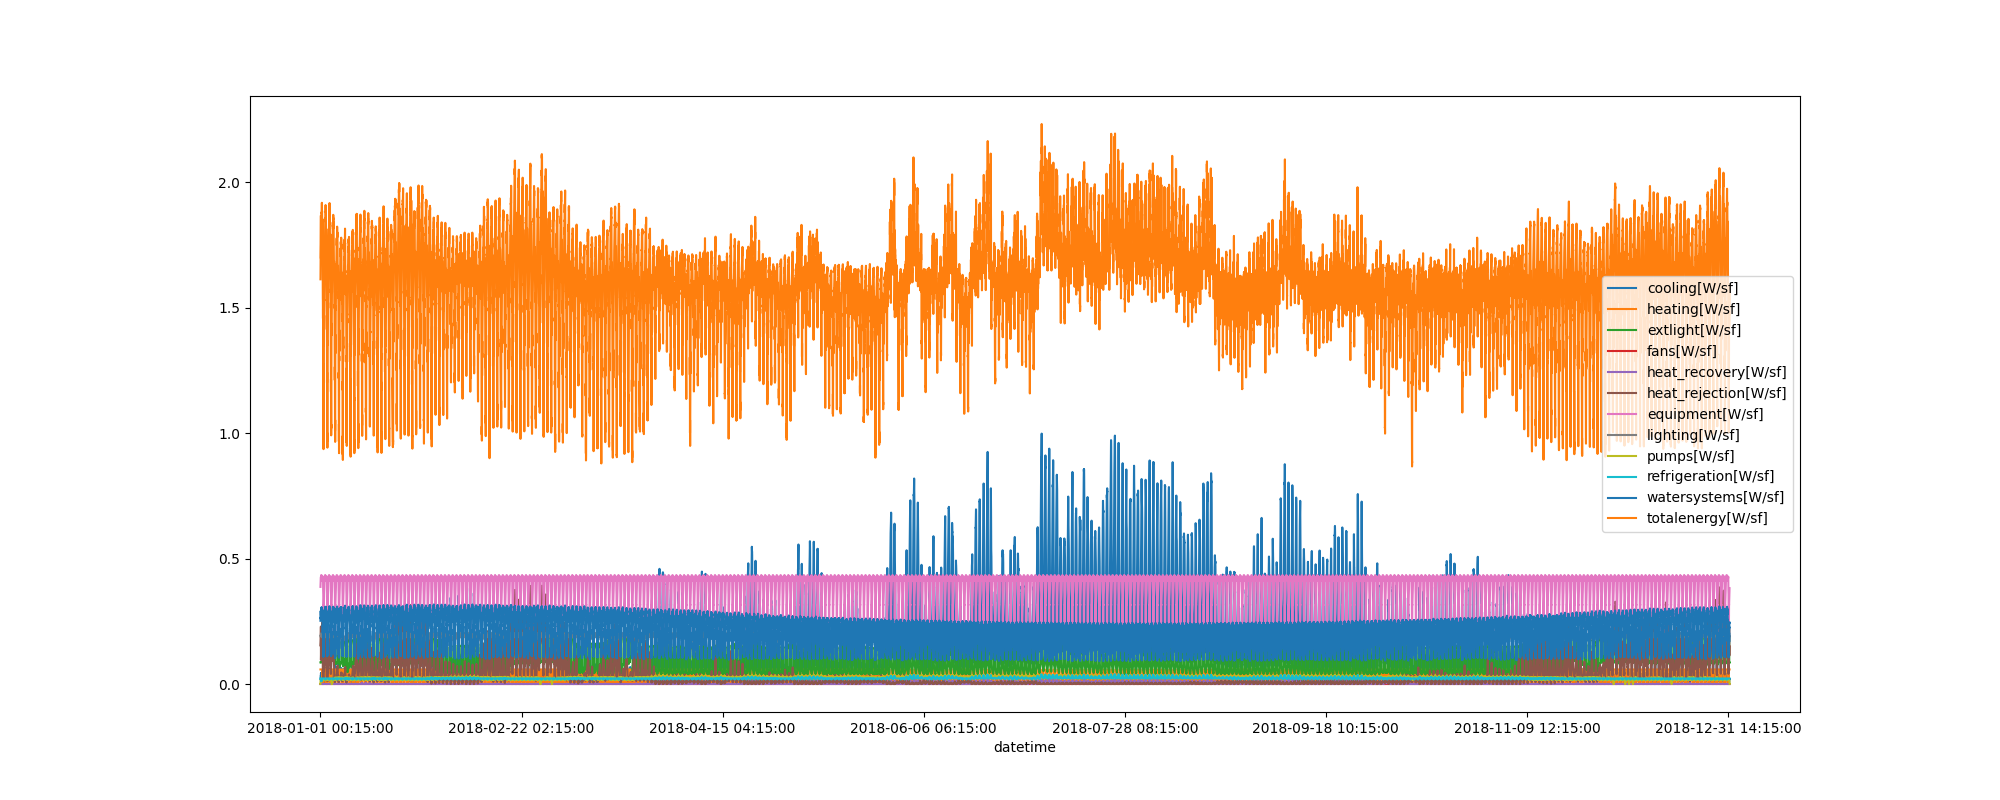 2.0
1.5
1.0
0.5
0.0
cooling[W/sf]
heating[W/sf]
extlight[W/sf]
fans[W/sf]
heat_recovery[W/sf]
heat_rejection[W/sf]
equipment[W/sf]
lighting[W/sf]
pumps[W/sf]
refrigeration[W/sf]
watersystems[W/sf]
totalenergy[W/sf]
2018-01-01 00:15:00 2018-02-22 02:15:00 2018-04-15 04:15:00 2018-06-06 06:15:00 2018-07-28 08:15:00 2018-09-18 10:15:00 2018-11-09 12:15:00 2018-12-31 14:15:00
datetime